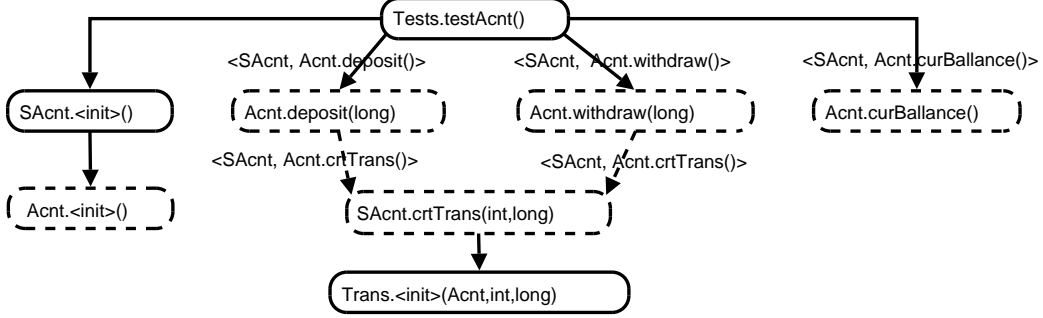 Tests.testAcnt()
<SAcnt, Acnt.deposit()>
<SAcnt, Acnt.withdraw()>
<SAcnt, Acnt.curBallance()>
SAcnt.<init>()
Acnt.deposit(long)
Acnt.withdraw(long)
Acnt.curBallance()
<SAcnt, Acnt.crtTrans()>
<SAcnt, Acnt.crtTrans()>
Acnt.<init>()
SAcnt.crtTrans(int,long)
Trans.<init>(Acnt,int,long)